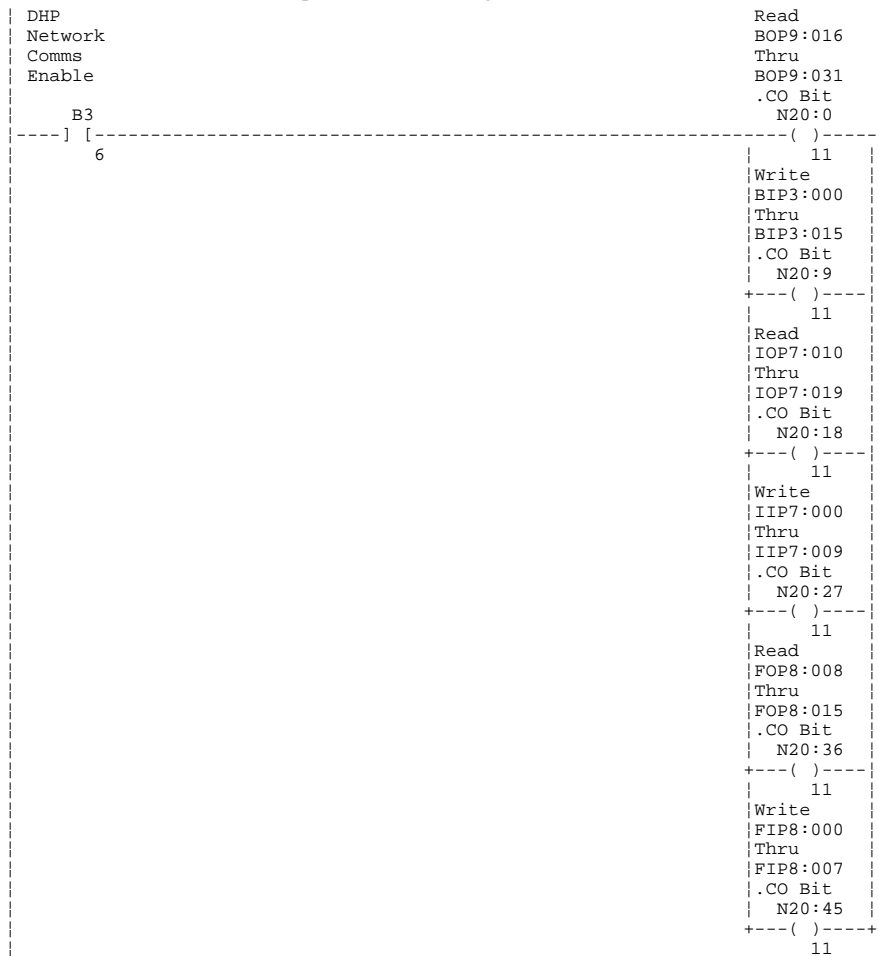 DHP Read
Network BOP9:016
Comms Thru
Enable BOP9:031
.CO Bit
B3 N20:0
----] [--------------------------------------------------------------( )-----
6 11
Write
BIP3:000
Thru
BIP3:015
.CO Bit
N20:9
+---( )----
11
Read
IOP7:010
Thru
IOP7:019
.CO Bit
N20:18
+---( )----
11
Write
IIP7:000
Thru
IIP7:009
.CO Bit
N20:27
+---( )----
11
Read
FOP8:008
Thru
FOP8:015
.CO Bit
N20:36
+---( )----
11
Write
FIP8:000
Thru
FIP8:007
.CO Bit
N20:45
+---( )----+
11